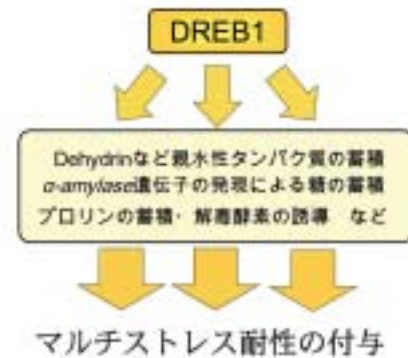 DREB1
Dehydrinなど親水性タンパク質の蓄積
α-amylase遺伝子の発現による糖の蓄積
プロリンの蓄積・解毒酵素の誘導　など
マルチストレス耐性の付与